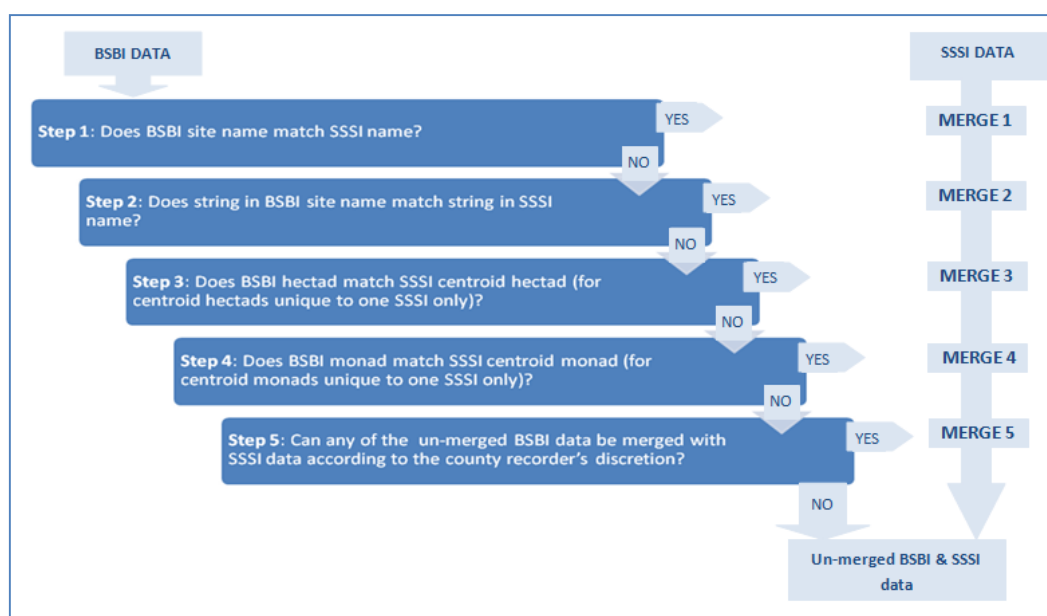 BSBI DATA
SSSI DATA
Step 1: Does BSBI site name match SSSI name?
YES
MERGE 1
NO
Step 2: Does string in BSBI site name match string in SSSI
name?
YES
MERGE 2
NO
Step 3: Does BSBI hectad match SSSI centroid hectad (for
centroid hectads unique to one SSSI only)?
YES
MERGE 3
NO
Step 4: Does BSBI monad match SSSI centroid monad (for
centroid monads unique to one SSSI only)?
YES
MERGE 4
NO
Step 5: Can any of the un-merged BSBI data be merged with
SSSI data according to the county recorder's discretion?
YES
MERGE 5
NO
Un-merged BSBI & SSSI
data